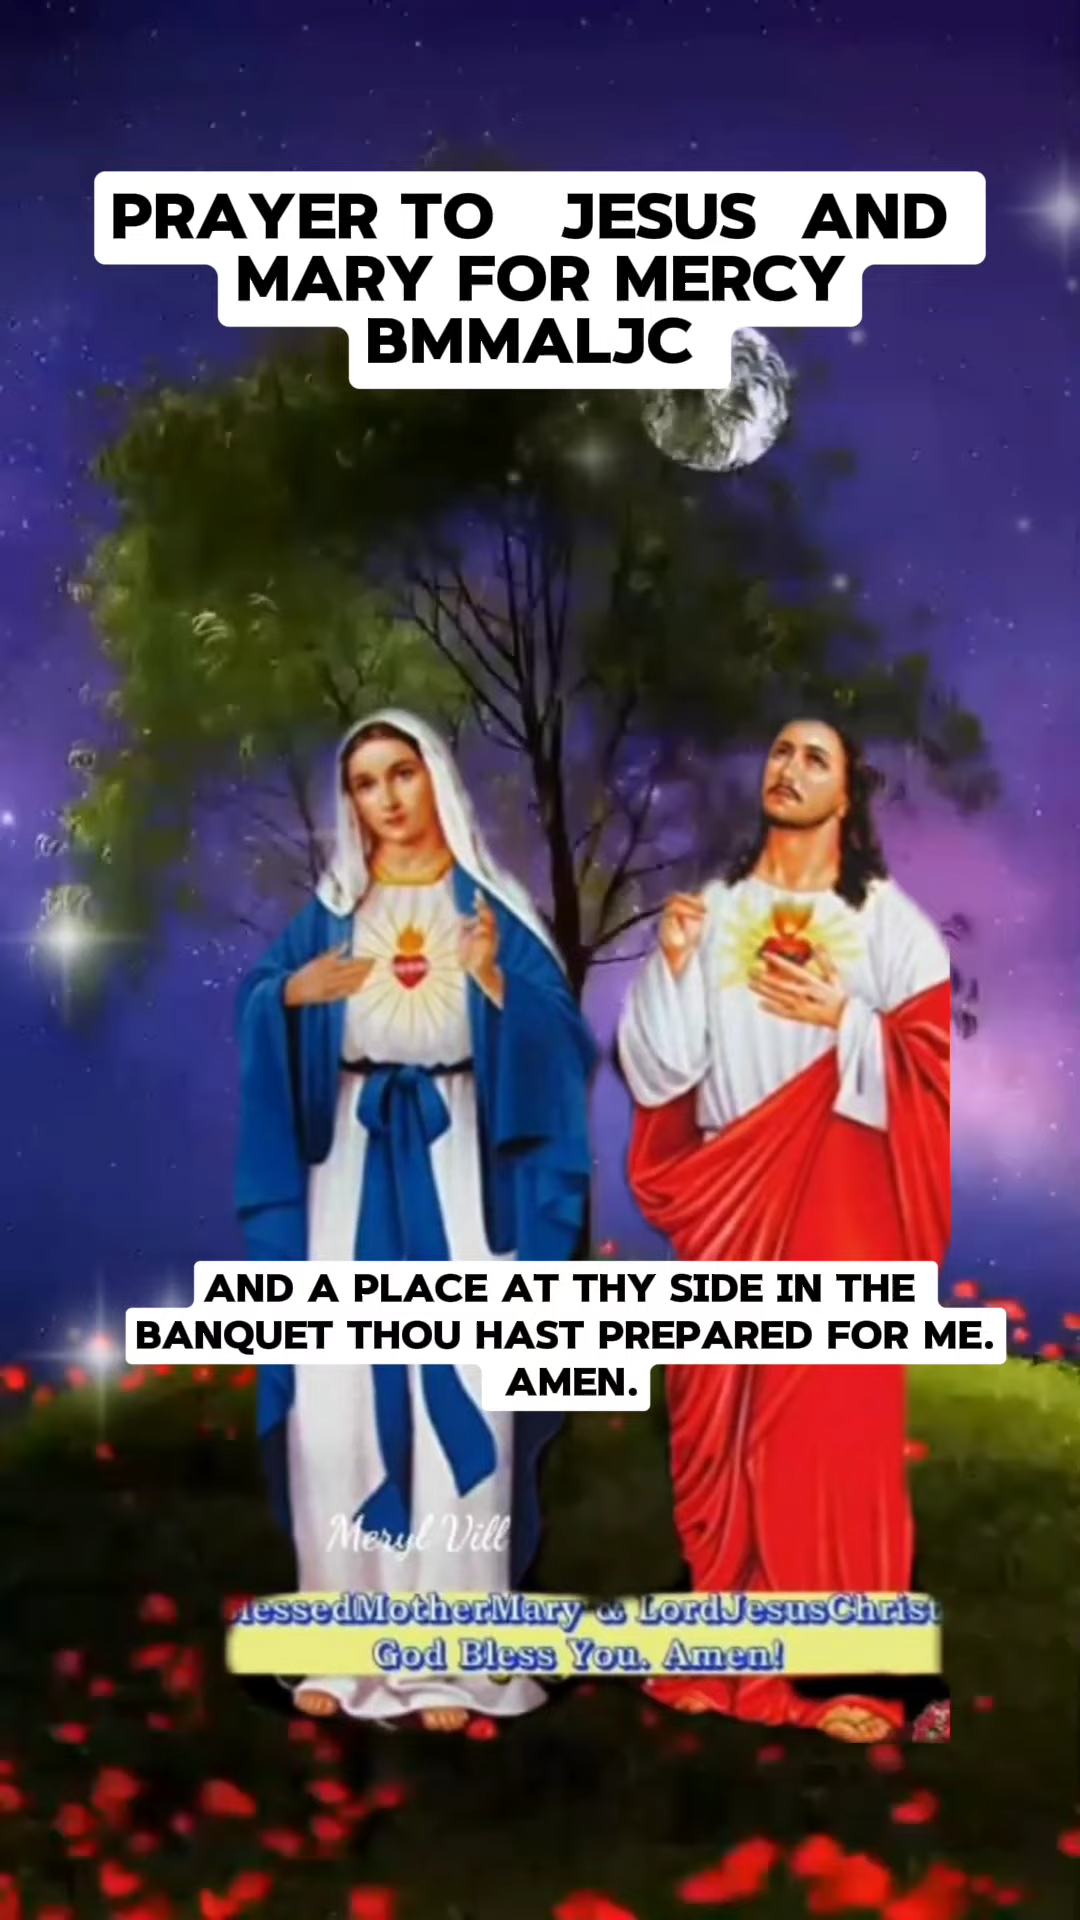 PRAYER TO JESUS AND
MARY FOR MERCY
BMMALJC
AND A PLACE AT THY SIDE IN THE
BANQUET THOU HAST PREPARED FOR ME.
AMEN.
Meryl Vill
lessedMotherMary & LordJesusChrist
God Bless You. Amen!